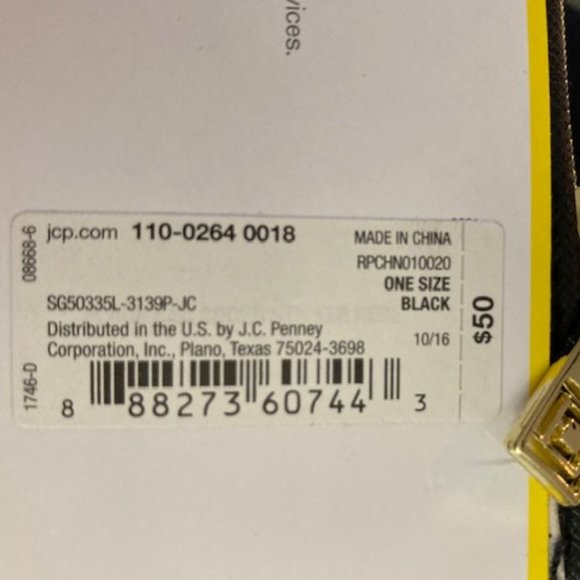 vices.
jcp.com 110-0264 0018
MADE IN CHINA
RPCHN010020
ONE SIZE
BLACK
SG50335L-3139P-JC
Distributed in the U.S. by J.C. Penney
Corporation, Inc., Plano, Texas 75024-3698
10/16
$50
08668-6
1746-D
8 88273 60744 3